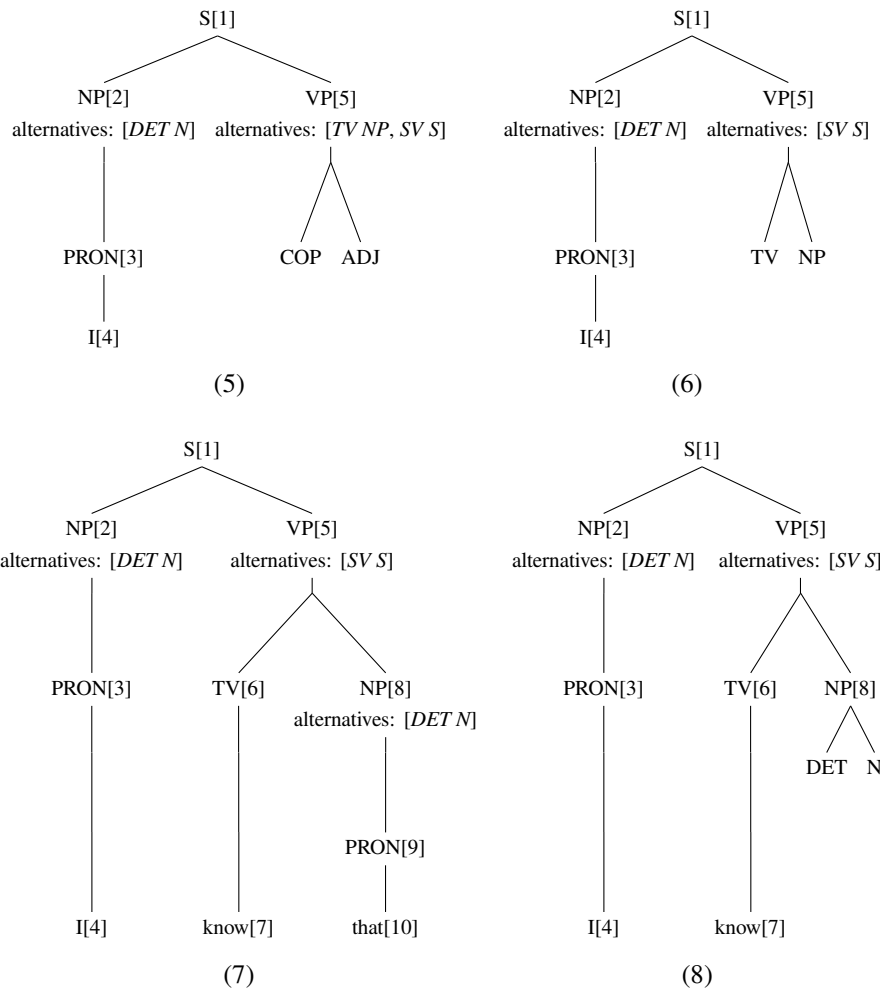 S[1]
NP[2] VP[5]
alternatives: [DET N] alternatives: [TV NP, SV S]
PRON[3] COP ADJ
I[4]
(5)
S[1]
NP[2] VP[5]
alternatives: [DET N] alternatives: [SV S]
PRON[3] TV NP
I[4]
(6)
S[1]
NP[2] VP[5]
alternatives: [DET N] alternatives: [SV S]
PRON[3] TV[6] NP[8]
alternatives: [DET N]
PRON[9]
I[4] know[7] that[10]
(7)
S[1]
NP[2] VP[5]
alternatives: [DET N] alternatives: [SV S]
PRON[3] TV[6] NP[8]
DET N
I[4] know[7]
(8)